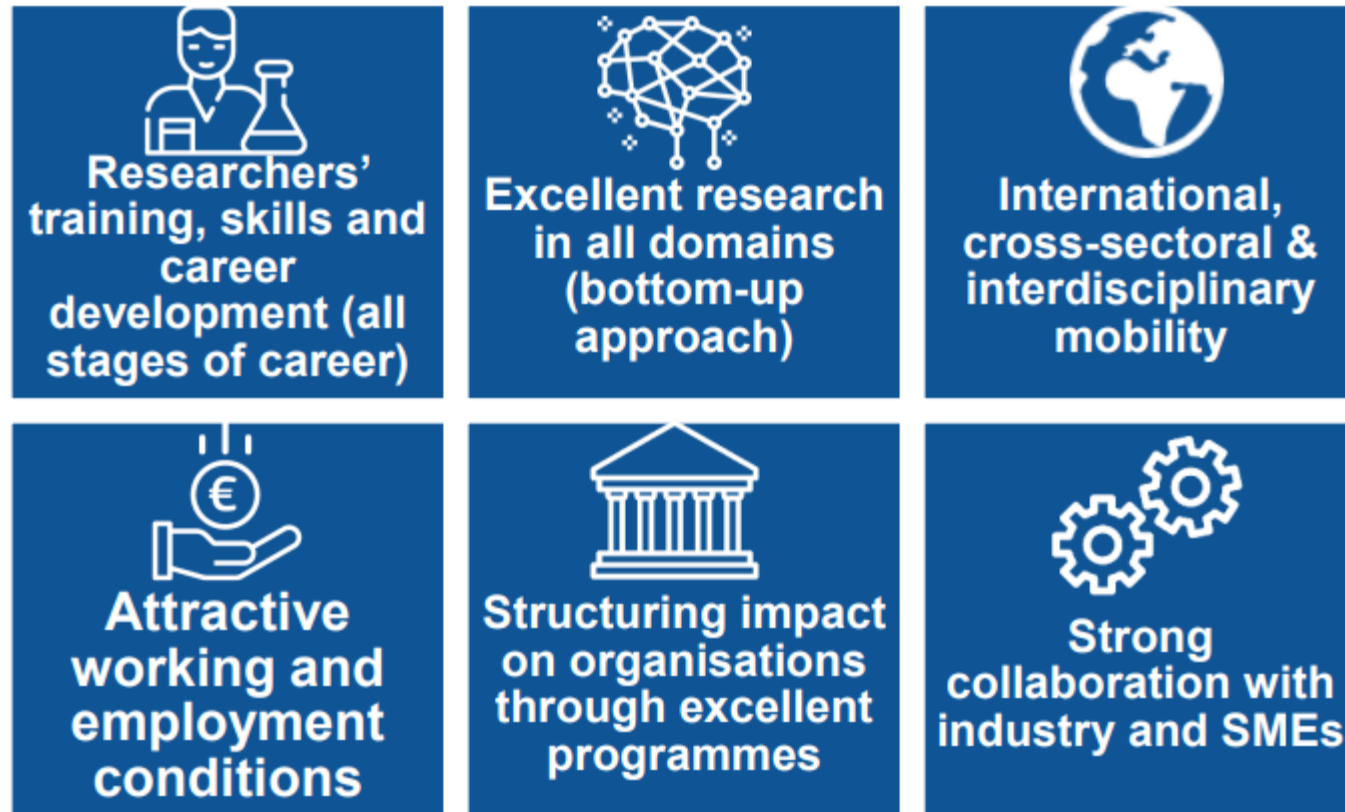 Researchers’
training, skills and
career
development (all
stages of career)
Excellent research
in all domains
(bottom-up
approach)
International,
cross-sectoral &
interdisciplinary
mobility
€
Attractive
working and
employment
conditions
Structuring impact
on organisations
through excellent
programmes
Strong
collaboration with
industry and SMEs